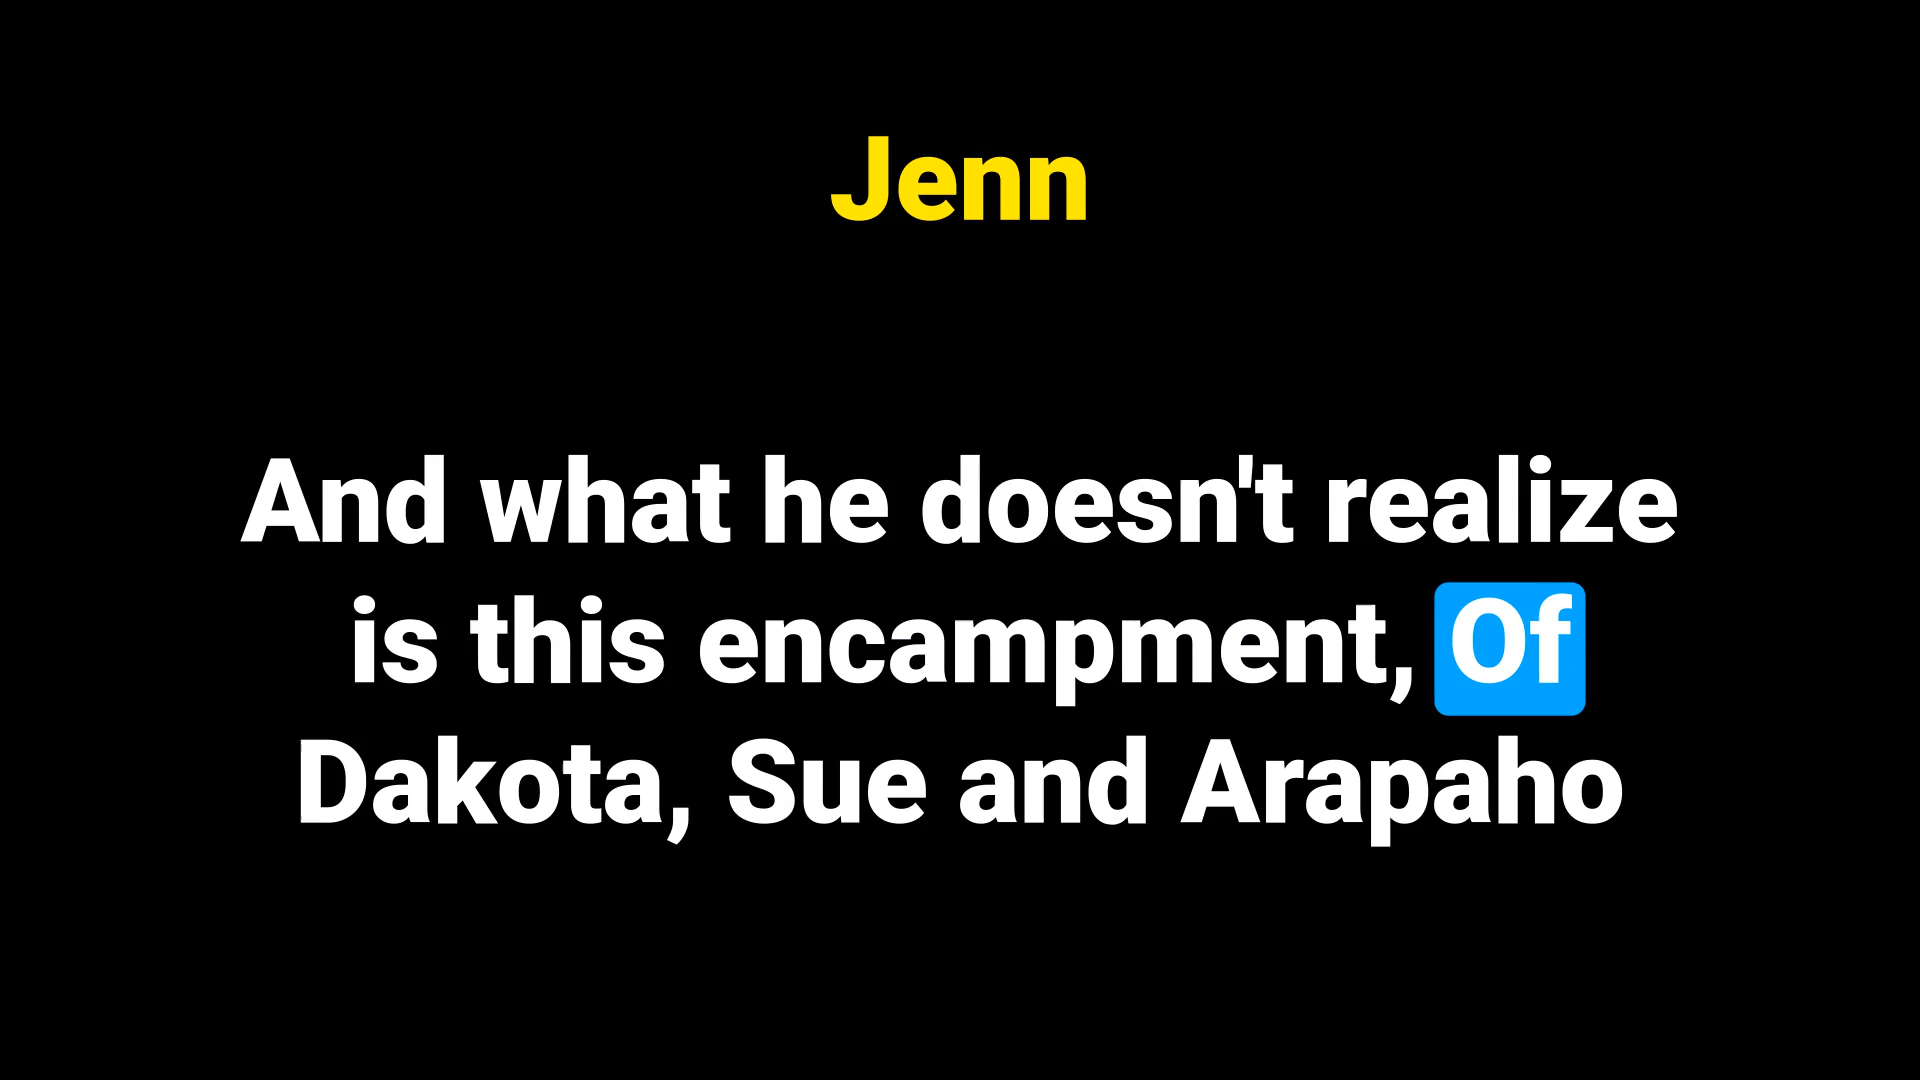 Jenn
And what he doesn't realize
is this encampment, Of
Dakota, Sue and Arapaho